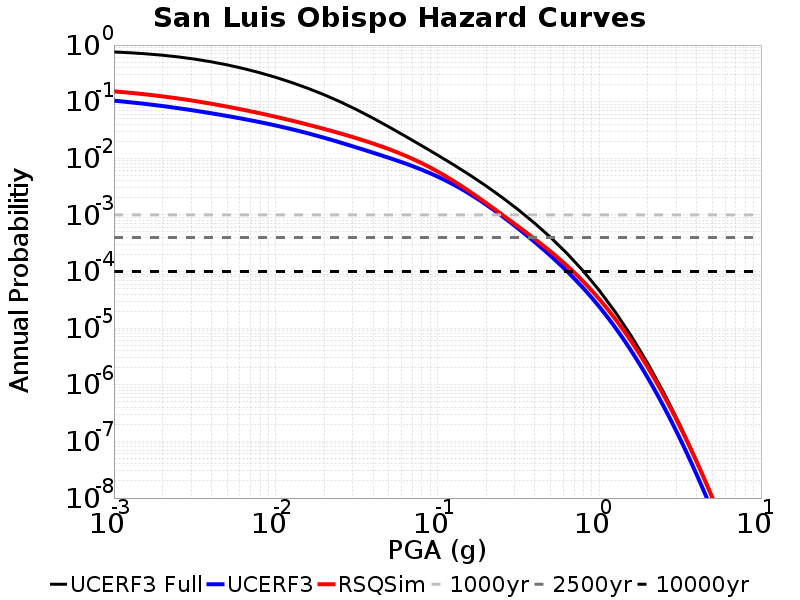 San Luis Obispo Hazard Curves
Annual Probabilitiy
10^0
10^-1
10^-2
10^-3
10^-4
10^-5
10^-6
10^-7
10^-8
10^-3 10^-2 10^-1 10^0 10^1
PGA (g)
UCERF3 Full UCERF3 RSQSim 1000yr 2500yr 10000yr